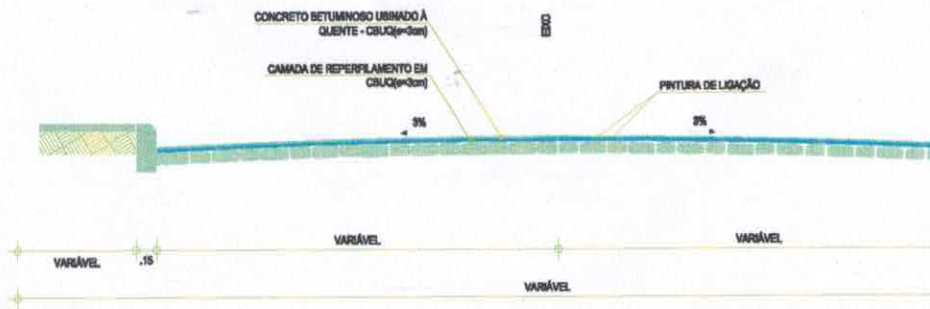 CONCRETO BETUMINOSO USINADO À
QUENTE - CBUQ(e=3cm)
EIXO
CAMADA DE REPERFILAMENTO EM
CBUQ(e=3cm)
PINTURA DE LIGAÇÃO
3%
3%
VARIÁVEL
.15
VARIÁVEL
VARIÁVEL
VARIÁVEL